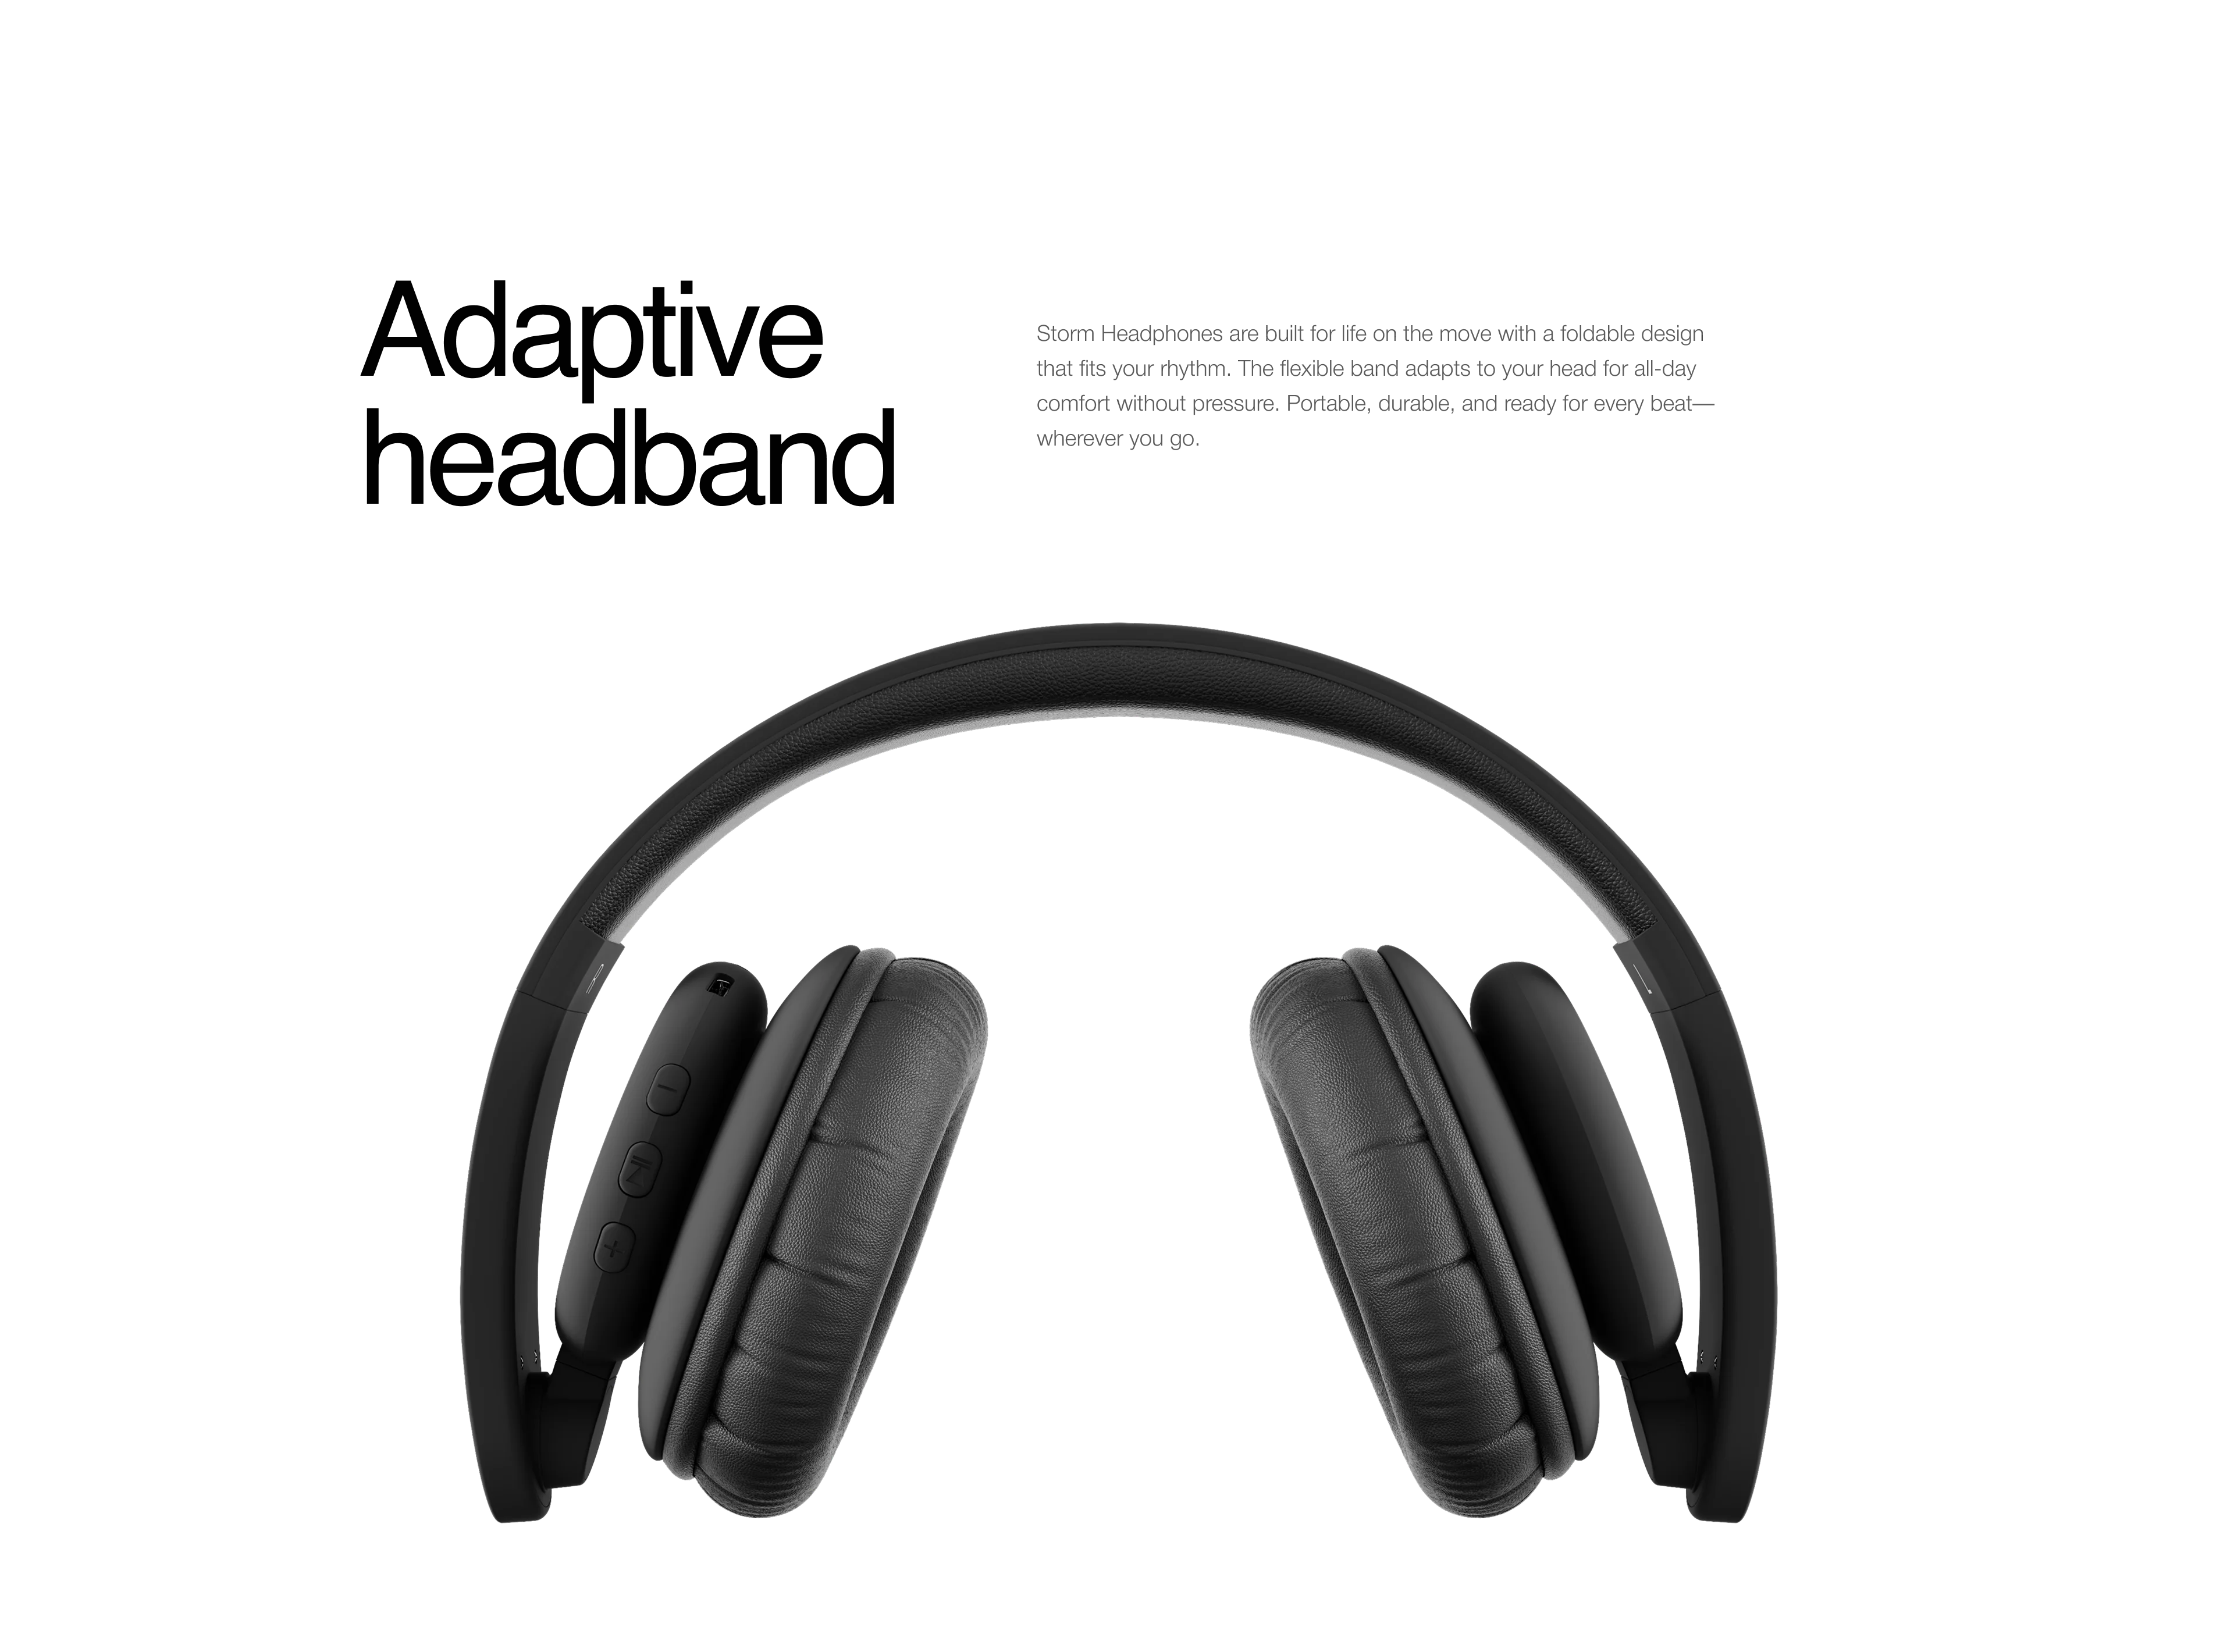 Adaptive
headband
Storm Headphones are built for life on the move with a foldable design
that fits your rhythm. The flexible band adapts to your head for all-day
comfort without pressure. Portable, durable, and ready for every beat—
wherever you go.
R
L